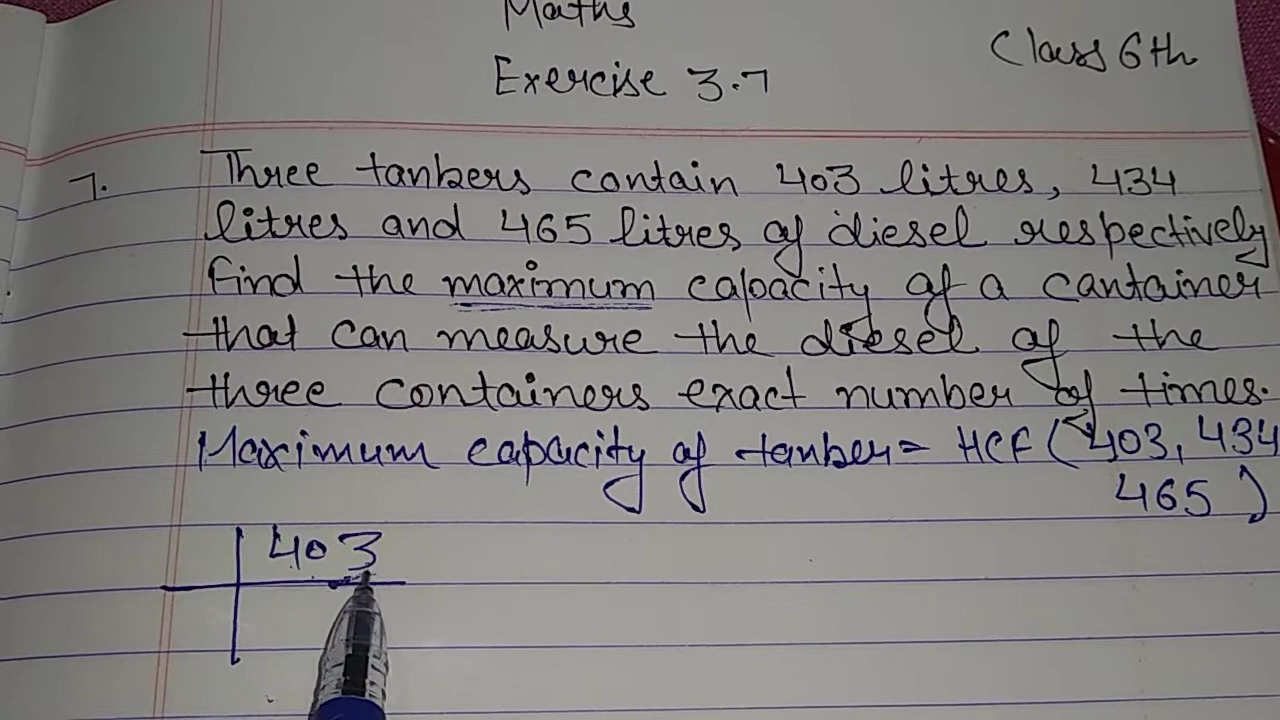 Maths
Class 6th
Exercise 3.7
7. Three tankers contain 403 litres, 434
litres and 465 litres of diesel respectively
find the maximum capacity of a cantainer
that can measure the diesel of the
three containers exact number of times.
Maximum capacity of tanker = HCF (403, 434
465)
403